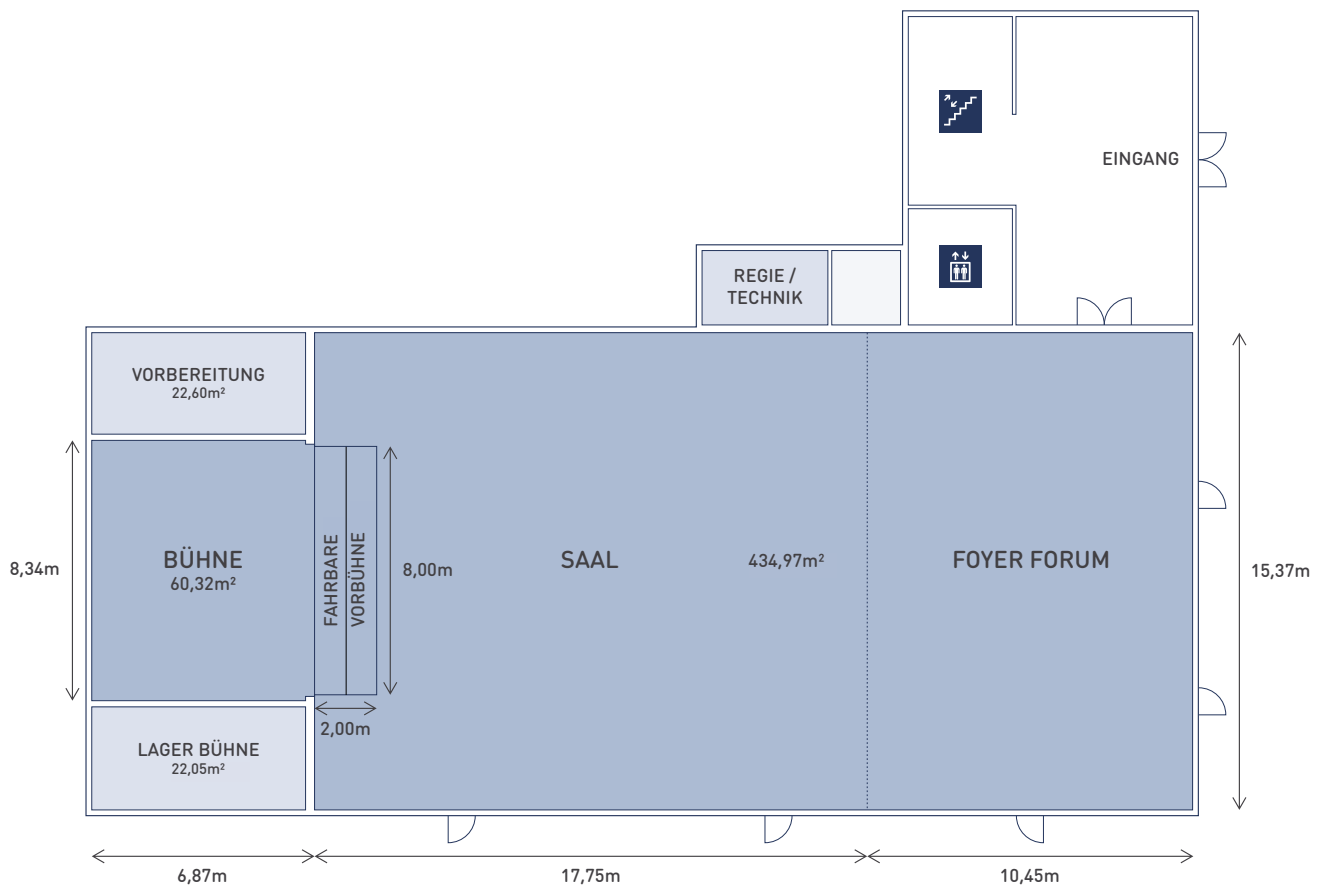 EINGANG
REGIE /
TECHNIK
VORBEREITUNG
22,60m²
BÜHNE
60,32m²
FAHRBARE
VORBÜHNE
8,34m
8,00m
SAAL
434,97m²
FOYER FORUM
15,37m
2,00m
LAGER BÜHNE
22,05m²
6,87m
17,75m
10,45m